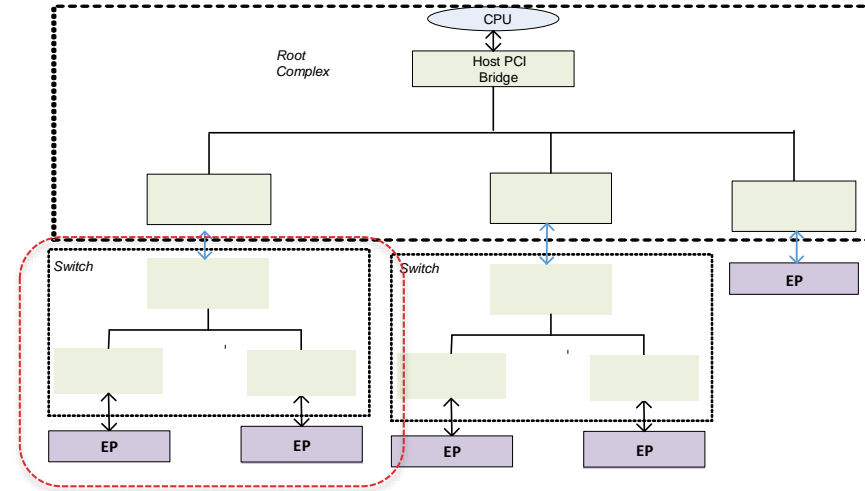 CPU
Root
Complex
Host PCI
Bridge
Switch
Switch
EP
EP
EP
EP
EP